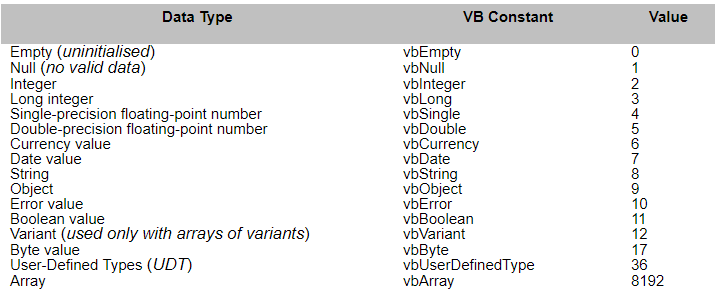 Data Type VB Constant Value
Empty (uninitialised) vbEmpty 0
Null (no valid data) vbNull 1
Integer vbInteger 2
Long integer vbLong 3
Single-precision floating-point number vbSingle 4
Double-precision floating-point number vbDouble 5
Currency value vbCurrency 6
Date value vbDate 7
String vbString 8
Object vbObject 9
Error value vbError 10
Boolean value vbBoolean 11
Variant (used only with arrays of variants) vbVariant 12
Byte value vbByte 17
User-Defined Types (UDT) vbUserDefinedType 36
Array vbArray 8192